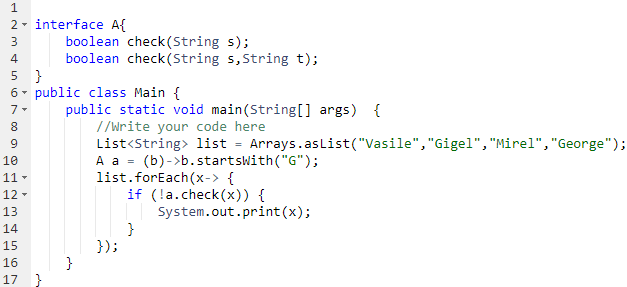 1
2 interface A{
3     boolean check(String s);
4     boolean check(String s,String t);
5 }
6 public class Main {
7     public static void main(String[] args)  {
8         //Write your code here
9         List<String> list = Arrays.asList("Vasile","Gigel","Mirel","George");
10         A a = (b)->b.startsWith("G");
11         list.forEach(x-> {
12             if (!a.check(x)) {
13                 System.out.print(x);
14             }
15         });
16     }
17 }